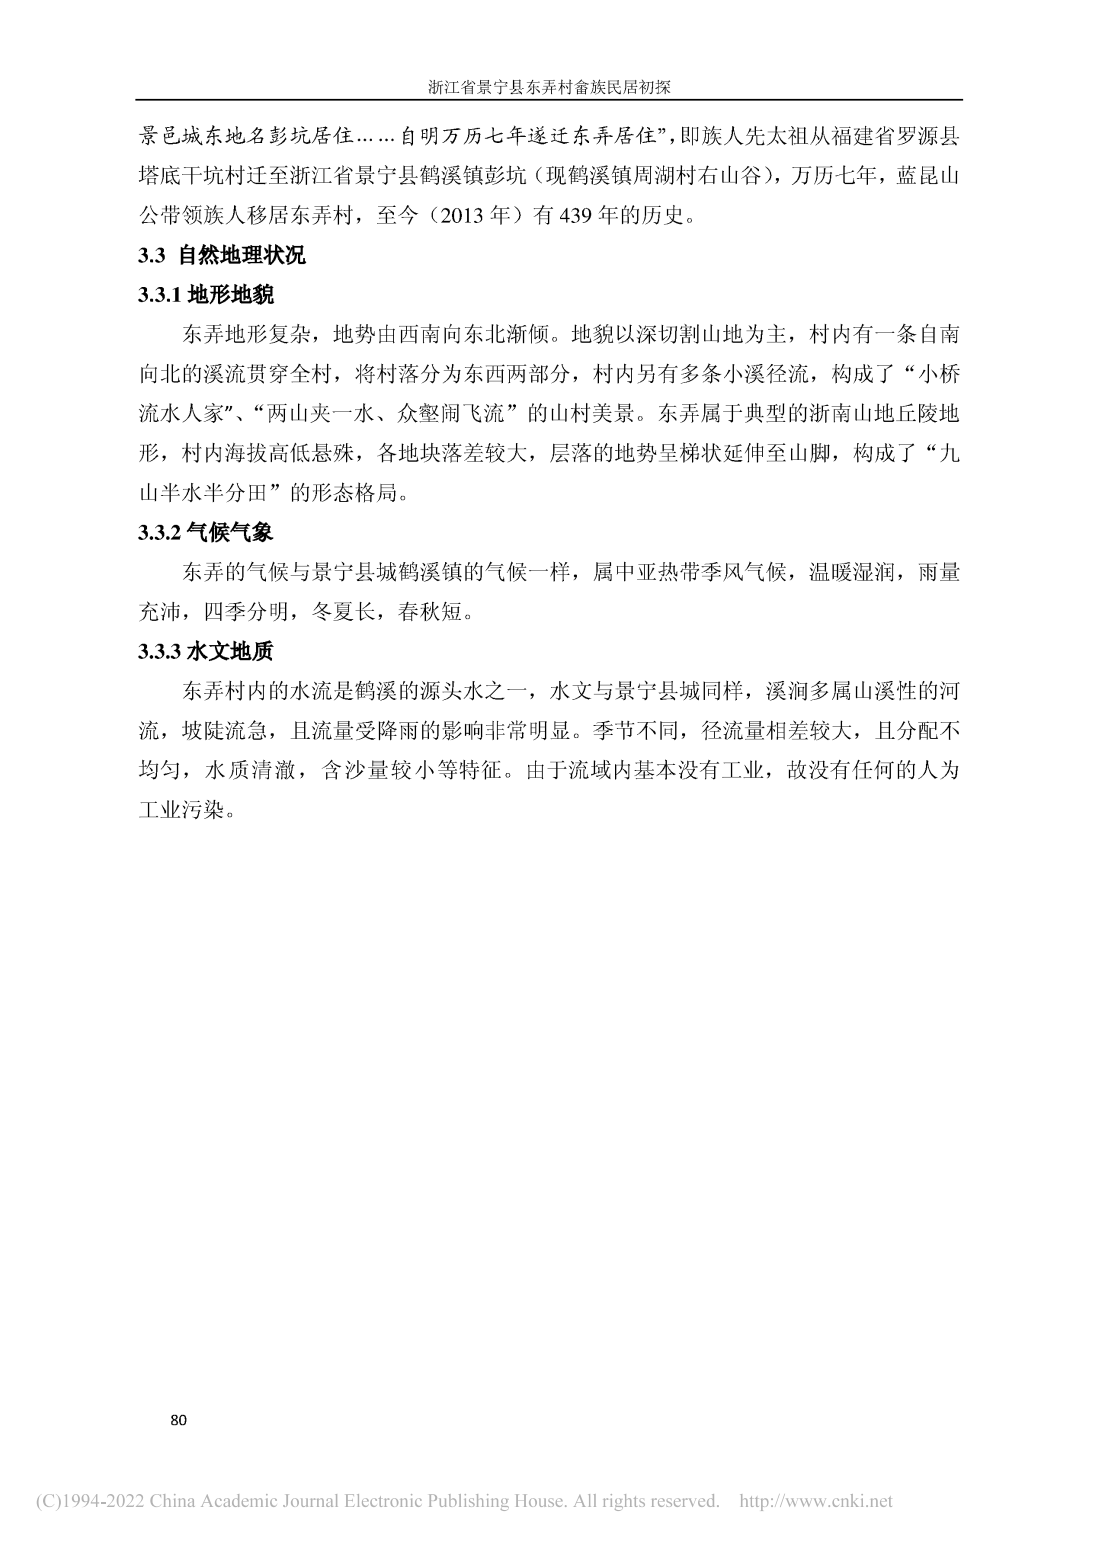 浙江省景宁县东弄村畲族民居初探
景邑城东地名彭坑居住……自明万历七年遂迁东弄居住”，即族人先太祖从福建省罗源县
塔底干坑村迁至浙江省景宁县鹤溪镇彭坑（现鹤溪镇周湖村右山谷），万历七年，蓝昆山
公带领族人移居东弄村，至今（2013 年）有 439 年的历史。
3.3 自然地理状况
3.3.1 地形地貌
东弄地形复杂，地势由西南向东北渐倾。地貌以深切割山地为主，村内有一条自南
向北的溪流贯穿全村，将村落分为东西两部分，村内另有多条小溪径流，构成了“小桥
流水人家”、“两山夹一水、众壑闹飞流”的山村美景。东弄属于典型的浙南山地丘陵地
形，村内海拔高低悬殊，各地块落差较大，层落的地势呈梯状延伸至山脚，构成了“九
山半水半分田”的形态格局。
3.3.2 气候气象
东弄的气候与景宁县城鹤溪镇的气候一样，属中亚热带季风气候，温暖湿润，雨量
充沛，四季分明，冬夏长，春秋短。
3.3.3 水文地质
东弄村内的水流是鹤溪的源头水之一，水文与景宁县城同样，溪涧多属山溪性的河
流，坡陡流急，且流量受降雨的影响非常明显。季节不同，径流量相差较大，且分配不
均匀，水质清澈，含沙量较小等特征。由于流域内基本没有工业，故没有任何的人为
工业污染。
80
(C)1994-2022 China Academic Journal Electronic Publishing House. All rights reserved. http://www.cnki.net